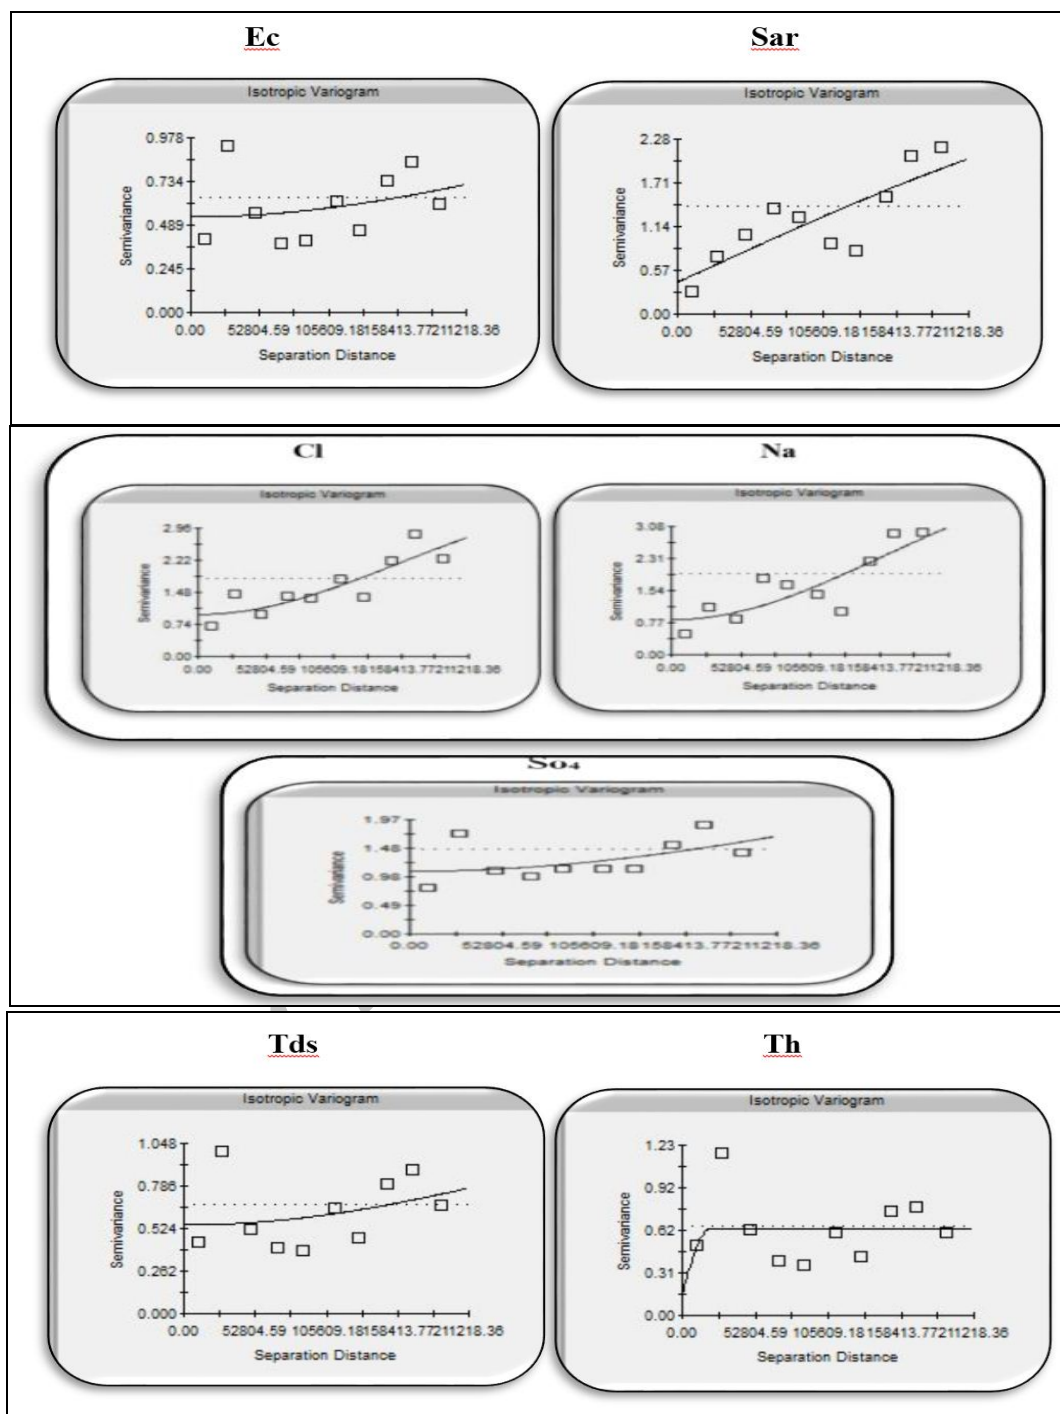 Ec
Sar
Isotropic Variogram
Semivariance
0.978
0.734
0.489
0.245
0.000
0.00 52804.59 105609.18158413.77211218.36
Separation Distance
Isotropic Variogram
Semivariance
2.28
1.71
1.14
0.57
0.00
0.00 52804.59 105609.18158413.77211218.36
Separation Distance
Cl
Na
Isotropic Variogram
Semivariance
2.96
2.22
1.48
0.74
0.00
0.00 52804.59 105609.18158413.77211218.36
Separation Distance
Isotropic Variogram
Semivariance
3.08
2.31
1.54
0.77
0.00
0.00 52804.59 105609.18158413.77211218.36
Separation Distance
So₄
Isotropic Variogram
Semivariance
1.97
1.48
0.98
0.49
0.00
0.00 52804.59 105609.18158413.77211218.36
Separation Distance
Tds
Th
Isotropic Variogram
Semivariance
1.048
0.786
0.524
0.262
0.000
0.00 52804.59 105609.18158413.77211218.36
Separation Distance
Isotropic Variogram
Semivariance
1.23
0.92
0.62
0.31
0.00
0.00 52804.59 105609.18158413.77211218.36
Separation Distance